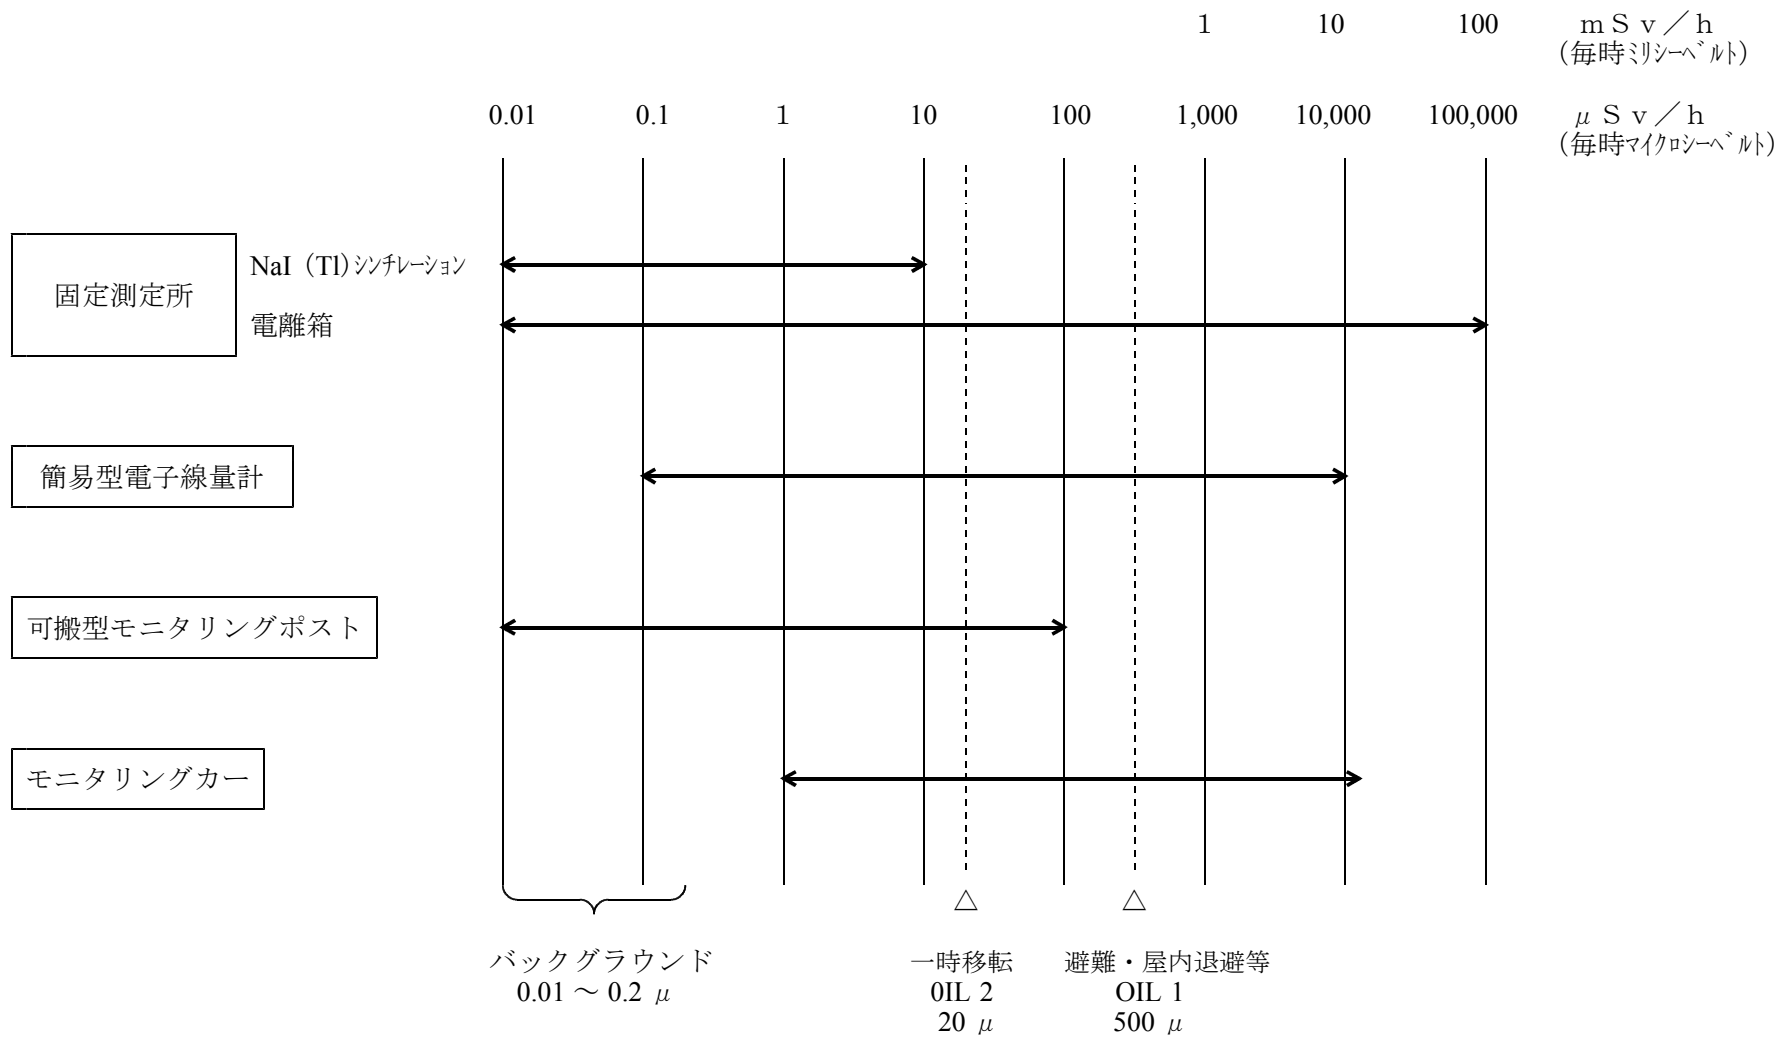 1 10 100 mＳｖ／ｈ
(毎時ﾐﾘｼｰﾍﾞﾙﾄ)
0.01 0.1 1 10 100 1,000 10,000 100,000 μＳｖ／ｈ
(毎時ﾏｲｸﾛｼｰﾍﾞﾙﾄ)
固定測定所
NaI（Tl）ｼﾝﾁﾚｰｼｮﾝ
電離箱
簡易型電子線量計
可搬型モニタリングポスト
モニタリングカー
△ △
バックグラウンド
0.01 ～ 0.2 μ
一時移転
0IL 2
20 μ
避難・屋内退避等
OIL 1
500 μ